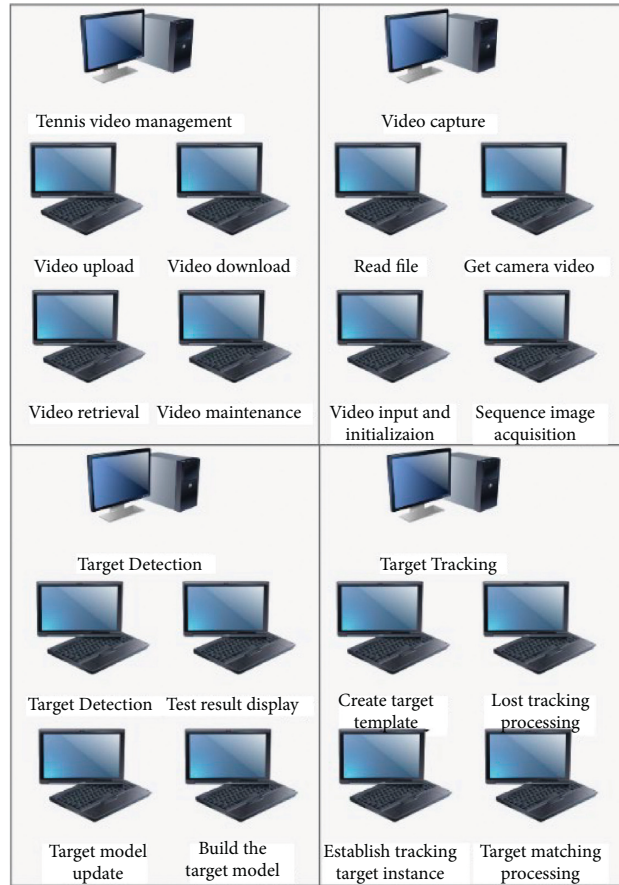 Tennis video management
Video upload
Video download
Video retrieval
Video maintenance
Video capture
Read file
Get camera video
Video input and
initializaion
Sequence image
acquisition
Target Detection
Target Detection
Test result display
Target model
update
Build the
target model
Target Tracking
Create target
template
Lost tracking
processing
Establish tracking
target instance
Target matching
processing